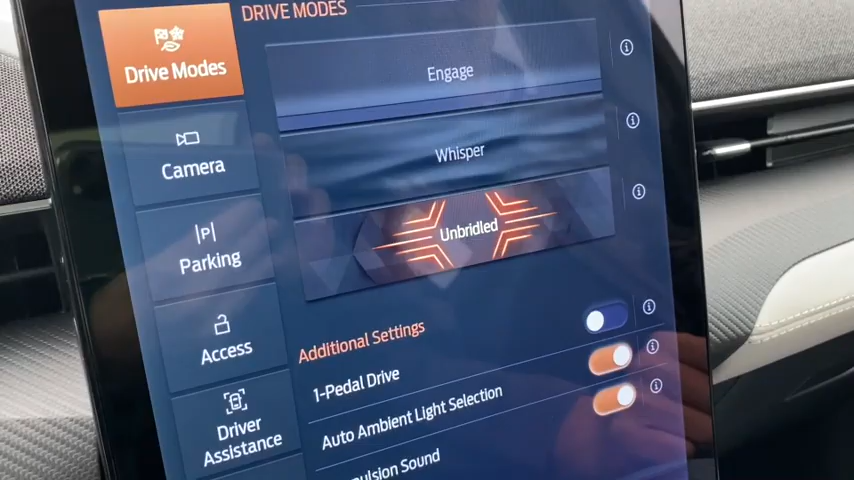 DRIVE MODES
Drive Modes
Engage
Camera
Whisper
Parking
Unbridled
Access
Additional Settings
1-Pedal Drive
Driver
Assistance
Auto Ambient Light Selection
Sound